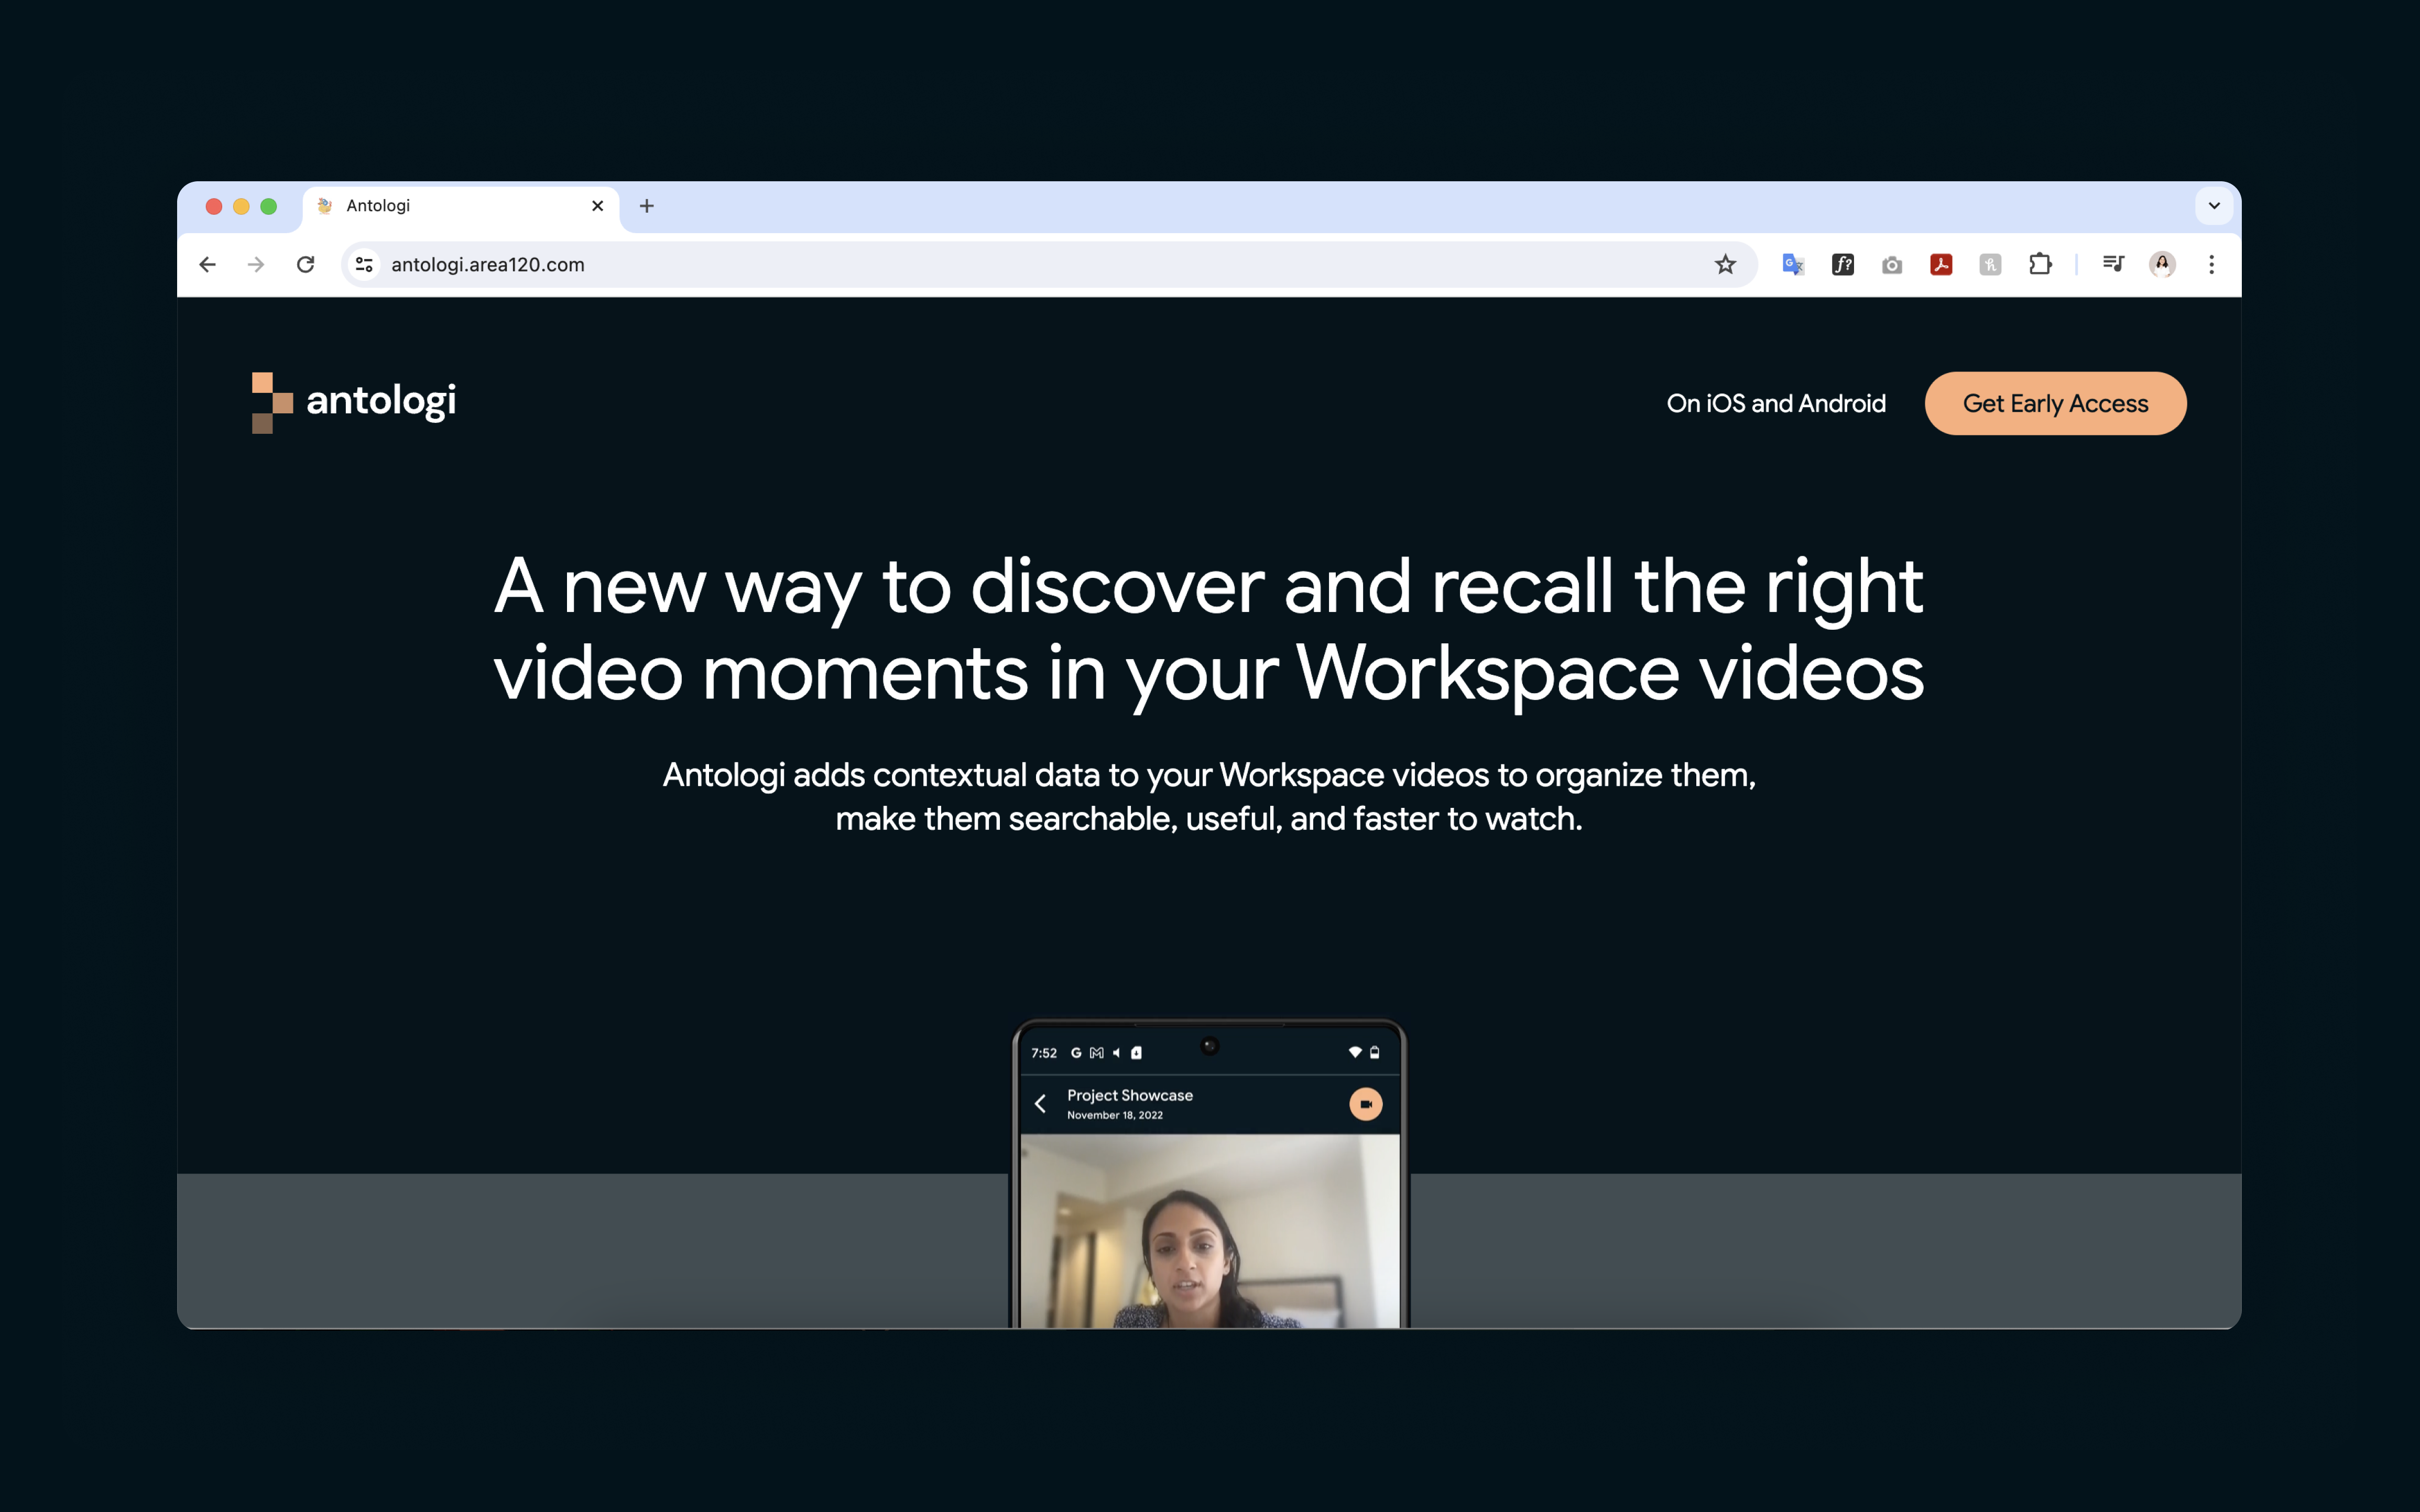 Antologi
antologi.area120.com
antologi
On iOS and Android
Get Early Access
A new way to discover and recall the right
video moments in your Workspace videos
Antologi adds contextual data to your Workspace videos to organize them,
make them searchable, useful, and faster to watch.
7:52
Project Showcase
November 18, 2022